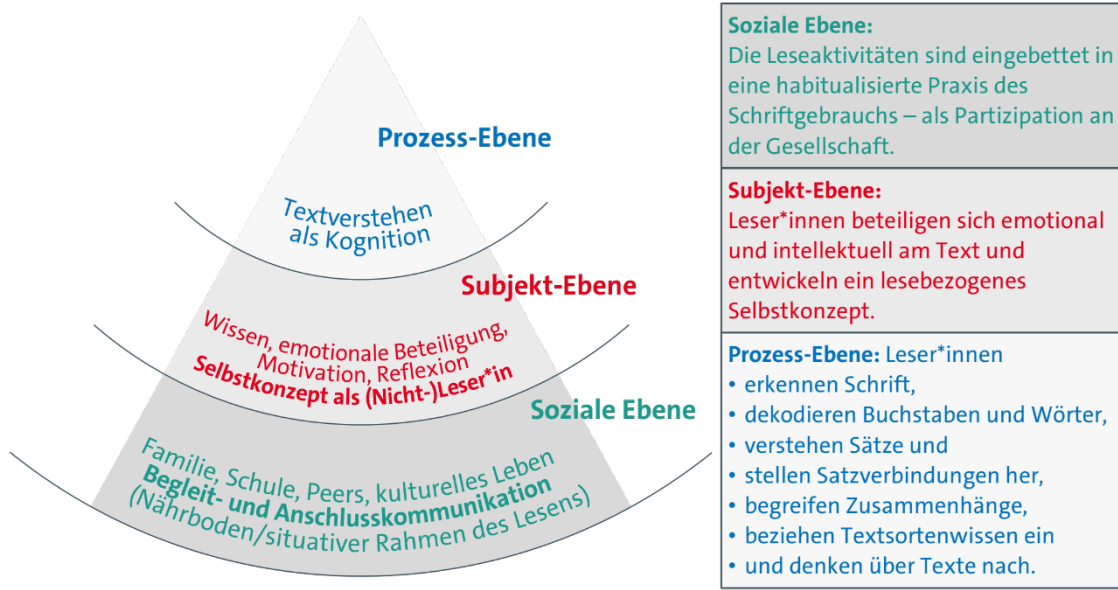 Prozess-Ebene
Textverstehen
als Kognition
Subjekt-Ebene
Wissen, emotionale Beteiligung,
Motivation, Reflexion
Selbstkonzept als (Nicht-)Leser*in
Soziale Ebene
Familie, Schule, Peers, kulturelles Leben
Begleit- und Anschlusskommunikation
(Nährboden/situativer Rahmen des Lesens)
Soziale Ebene:
Die Leseaktivitäten sind eingebettet in
eine habitualisierte Praxis des
Schriftgebrauchs – als Partizipation an
der Gesellschaft.
Subjekt-Ebene:
Leser*innen beteiligen sich emotional
und intellektuell am Text und
entwickeln ein lesebezogenes
Selbstkonzept.
Prozess-Ebene: Leser*innen
• erkennen Schrift,
• dekodieren Buchstaben und Wörter,
• verstehen Sätze und
• stellen Satzverbindungen her,
• begreifen Zusammenhänge,
• beziehen Textsortenwissen ein
• und denken über Texte nach.